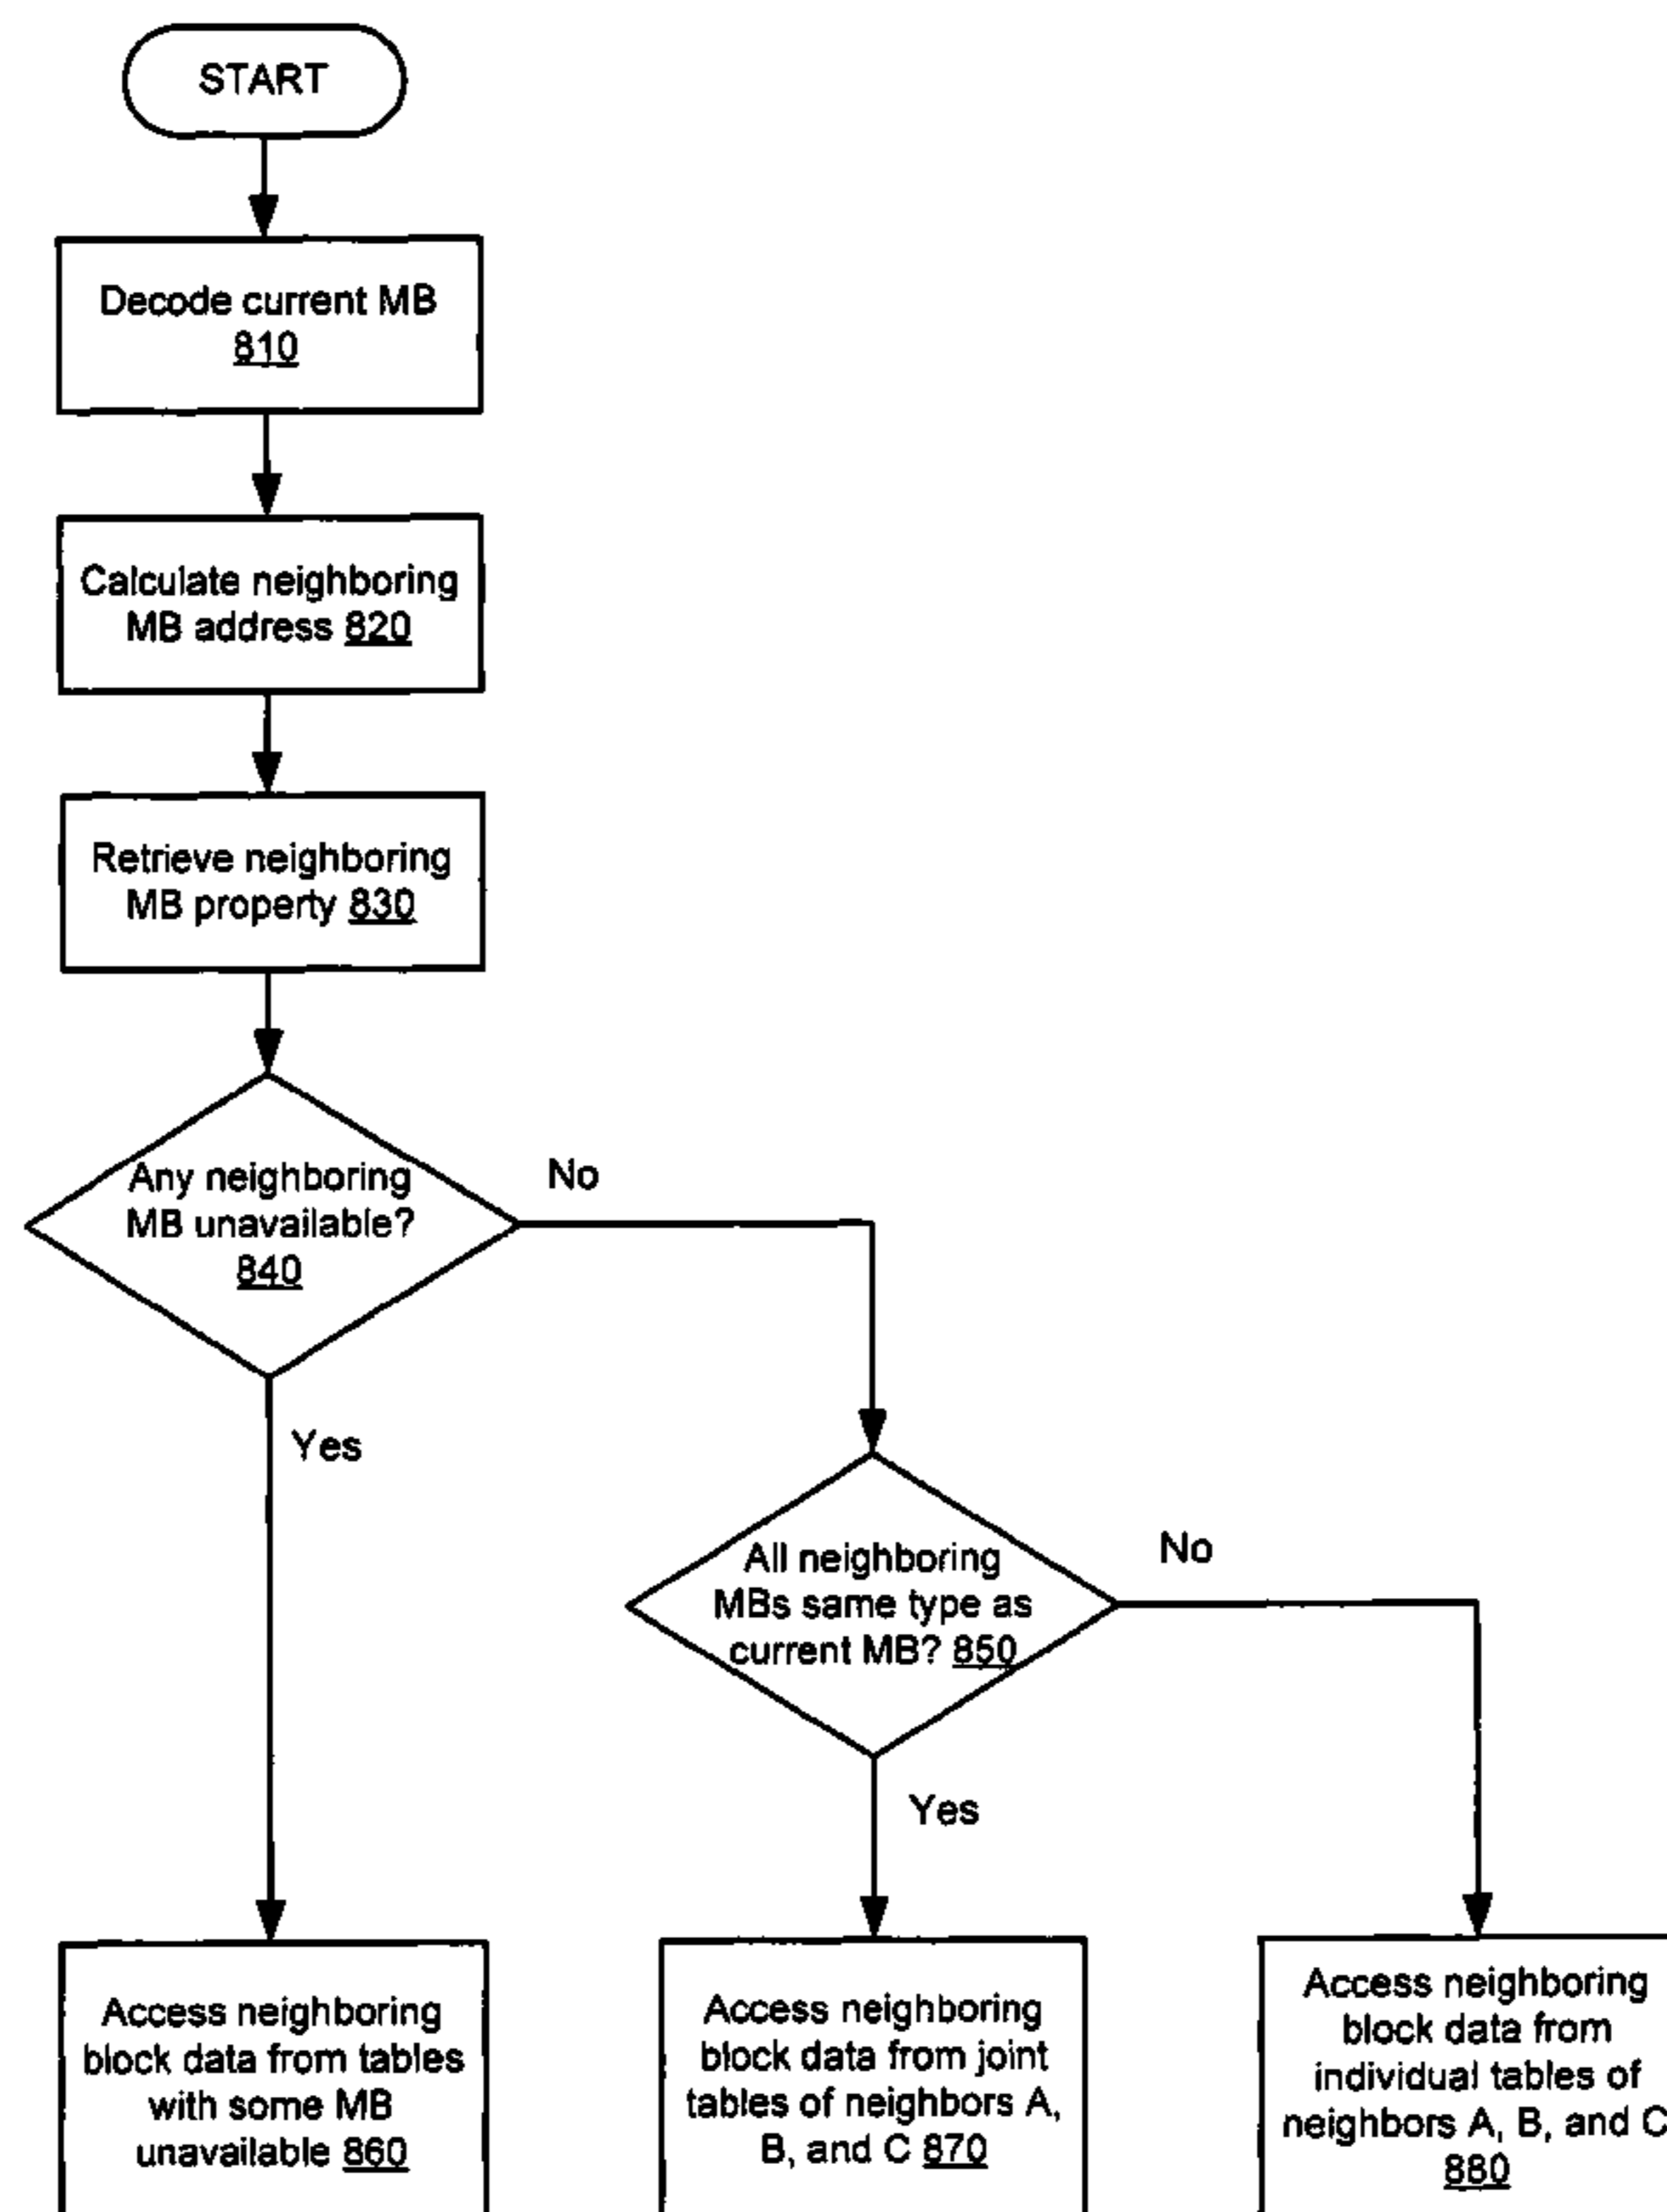 START
Decode current MB
810
Calculate neighboring
MB address 820
Retrieve neighboring
MB property 830
Any neighboring
MB unavailable?
840
No
Yes
All neighboring
MBs same type as
current MB? 850
No
Yes
Access neighboring
block data from tables
with some MB
unavailable 860
Access neighboring
block data from joint
tables of neighbors A,
B, and C 870
Access neighboring
block data from
individual tables of
neighbors A, B, and C
880